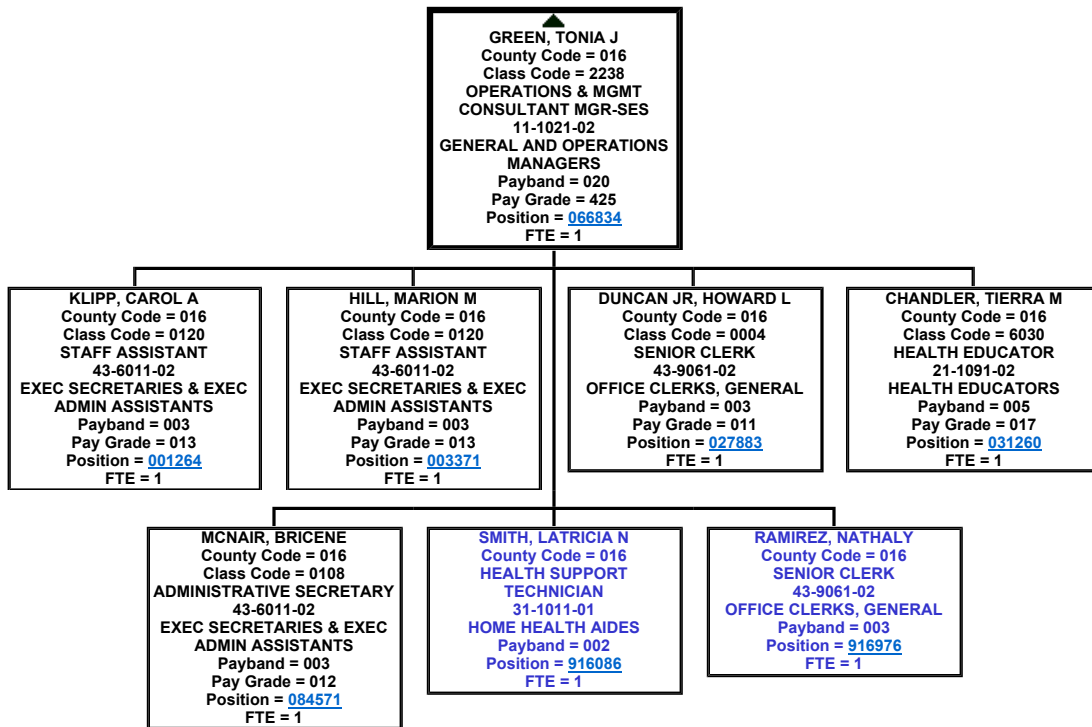 GREEN, TONIA J
County Code = 016
Class Code = 2238
OPERATIONS & MGMT
CONSULTANT MGR-SES
11-1021-02
GENERAL AND OPERATIONS
MANAGERS
Payband = 020
Pay Grade = 425
Position = 066834
FTE = 1
KLIPP, CAROL A
County Code = 016
Class Code = 0120
STAFF ASSISTANT
43-6011-02
EXEC SECRETARIES & EXEC
ADMIN ASSISTANTS
Payband = 003
Pay Grade = 013
Position = 001264
FTE = 1
HILL, MARION M
County Code = 016
Class Code = 0120
STAFF ASSISTANT
43-6011-02
EXEC SECRETARIES & EXEC
ADMIN ASSISTANTS
Payband = 003
Pay Grade = 013
Position = 003371
FTE = 1
DUNCAN JR, HOWARD L
County Code = 016
Class Code = 0004
SENIOR CLERK
43-9061-02
OFFICE CLERKS, GENERAL
Payband = 003
Pay Grade = 011
Position = 027883
FTE = 1
CHANDLER, TIERRA M
County Code = 016
Class Code = 6030
HEALTH EDUCATOR
21-1091-02
HEALTH EDUCATORS
Payband = 005
Pay Grade = 017
Position = 031260
FTE = 1
MCNAIR, BRICENE
County Code = 016
Class Code = 0108
ADMINISTRATIVE SECRETARY
43-6011-02
EXEC SECRETARIES & EXEC
ADMIN ASSISTANTS
Payband = 003
Pay Grade = 012
Position = 084571
FTE = 1
SMITH, LATRICIA N
County Code = 016
HEALTH SUPPORT
TECHNICIAN
31-1011-01
HOME HEALTH AIDES
Payband = 002
Position = 916086
FTE = 1
RAMIREZ, NATHALY
County Code = 016
SENIOR CLERK
43-9061-02
OFFICE CLERKS, GENERAL
Payband = 003
Position = 916976
FTE = 1